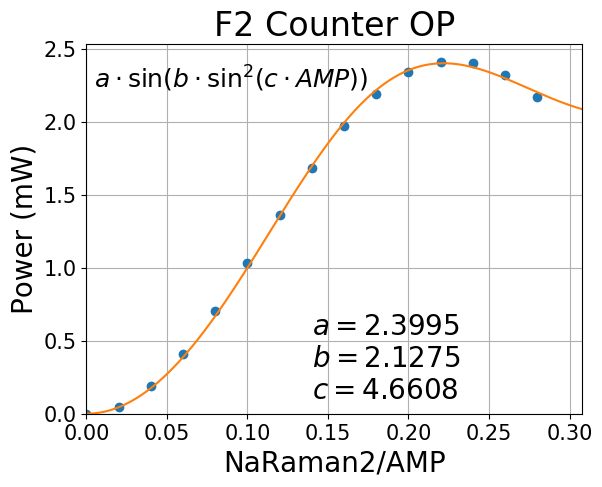 F2 Counter OP
2.5
2.0
1.5
1.0
0.5
0.0
Power (mW)
a · sin(b · sin²(c · AMP))
a = 2.3995
b = 2.1275
c = 4.6608
0.00 0.05 0.10 0.15 0.20 0.25 0.30
NaRaman2/AMP